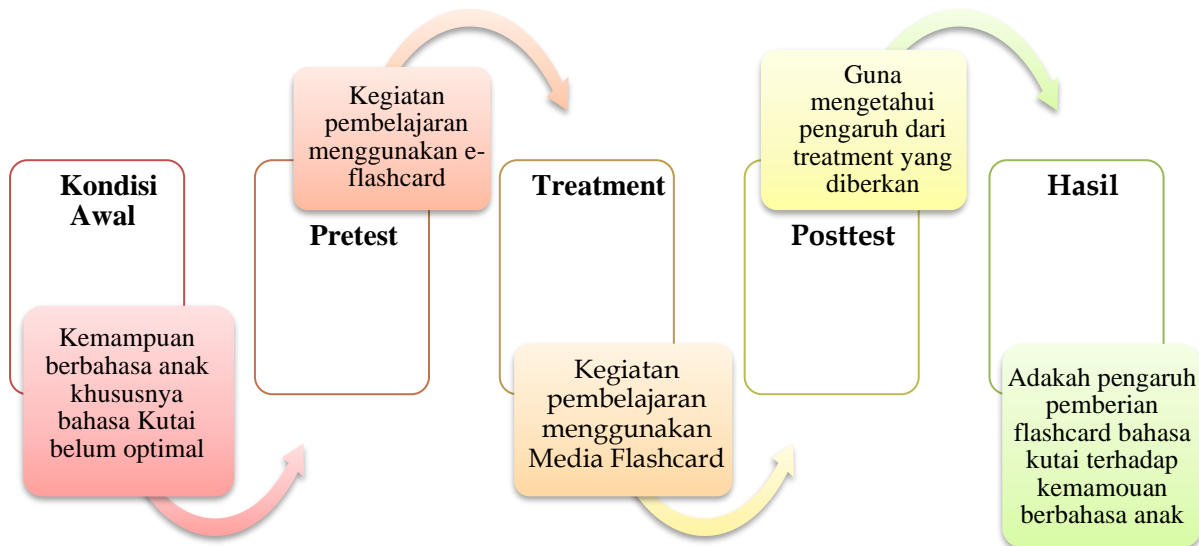 Kondisi
Awal
Kemampuan
berbahasa anak
khususnya
bahasa Kutai
belum optimal
Kegiatan
pembelajaran
menggunakan e-
flashcard
Pretest
Treatment
Kegiatan
pembelajaran
menggunakan
Media Flashcard
Guna
mengetahui
pengaruh dari
treatment yang
diberkan
Posttest
Hasil
Adakah pengaruh
pemberian
flashcard bahasa
kutai terhadap
kemamouan
berbahasa anak